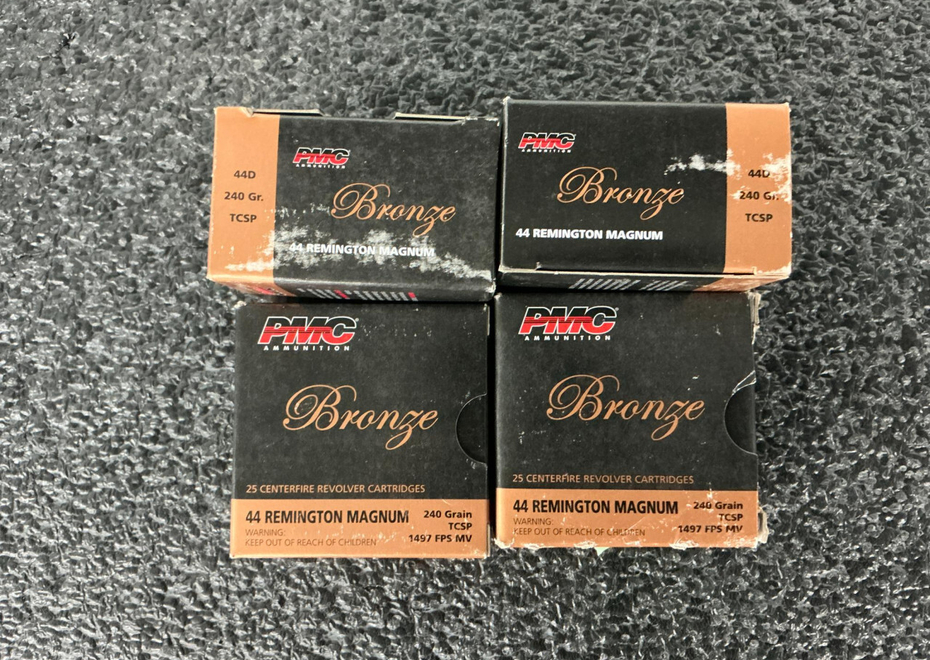 PMC
AMMUNITION
Bronze
44D
240 Gr.
TCSP
44 REMINGTON MAGNUM
PMC
AMMUNITION
Bronze
44D
240 Gr.
TCSP
44 REMINGTON MAGNUM
PMC
AMMUNITION
Bronze
25 CENTERFIRE REVOLVER CARTRIDGES
44 REMINGTON MAGNUM
240 Grain
TCSP
1497 FPS MV
WARNING:
KEEP OUT OF REACH OF CHILDREN
PMC
AMMUNITION
Bronze
25 CENTERFIRE REVOLVER CARTRIDGES
44 REMINGTON MAGNUM
240 Grain
TCSP
1497 FPS MV
WARNING:
KEEP OUT OF REACH OF CHILDREN